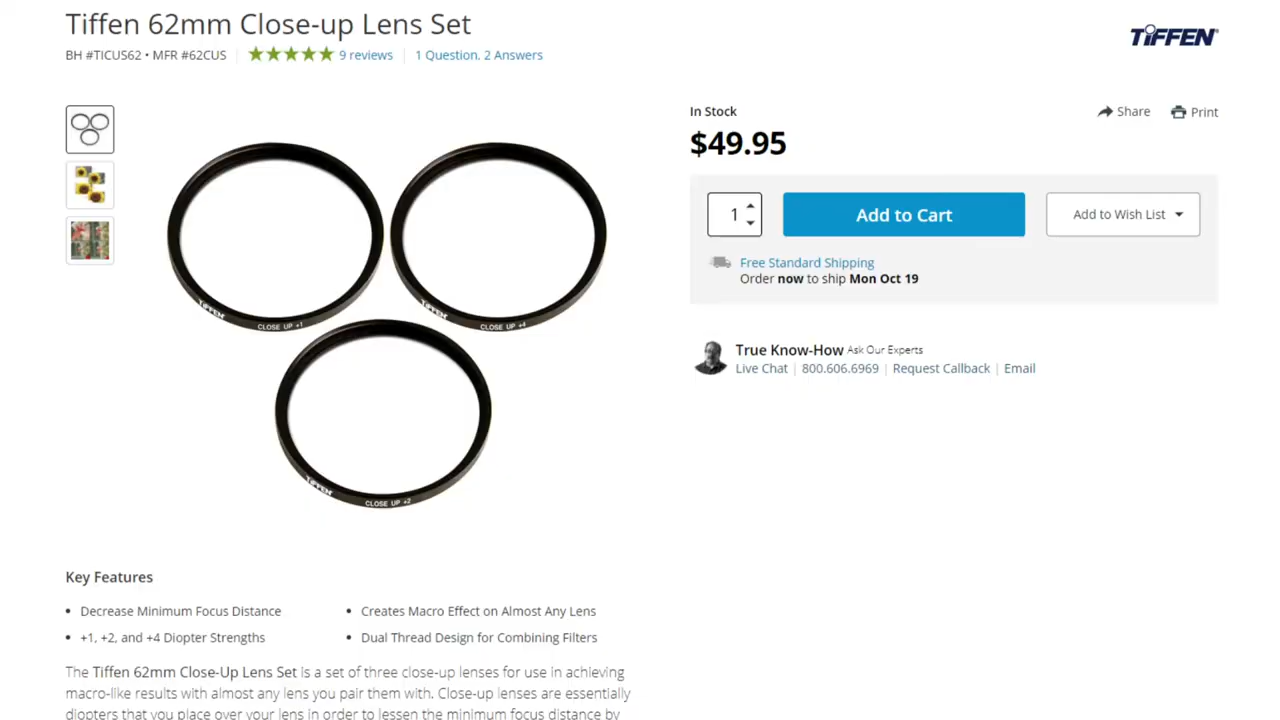 Tiffen 62mm Close-up Lens Set
BH #TICUS62 • MFR #62CUS
9 reviews
1 Question, 2 Answers
TIFFEN
In Stock
Share
Print
$49.95
1
Add to Cart
Add to Wish List
Free Standard Shipping
Order now to ship Mon Oct 19
True Know-How Ask Our Experts
Live Chat | 800.606.6969 | Request Callback | Email
TIFFEN
CLOSE UP +1
TIFFEN
CLOSE UP +4
TIFFEN
CLOSE UP +2
Key Features
• Decrease Minimum Focus Distance
• Creates Macro Effect on Almost Any Lens
• +1, +2, and +4 Diopter Strengths
• Dual Thread Design for Combining Filters
The Tiffen 62mm Close-Up Lens Set is a set of three close-up lenses for use in achieving
macro-like results with almost any lens you pair them with. Close-up lenses are essentially
diopters that you place over your lens in order to lessen the minimum focus distance by